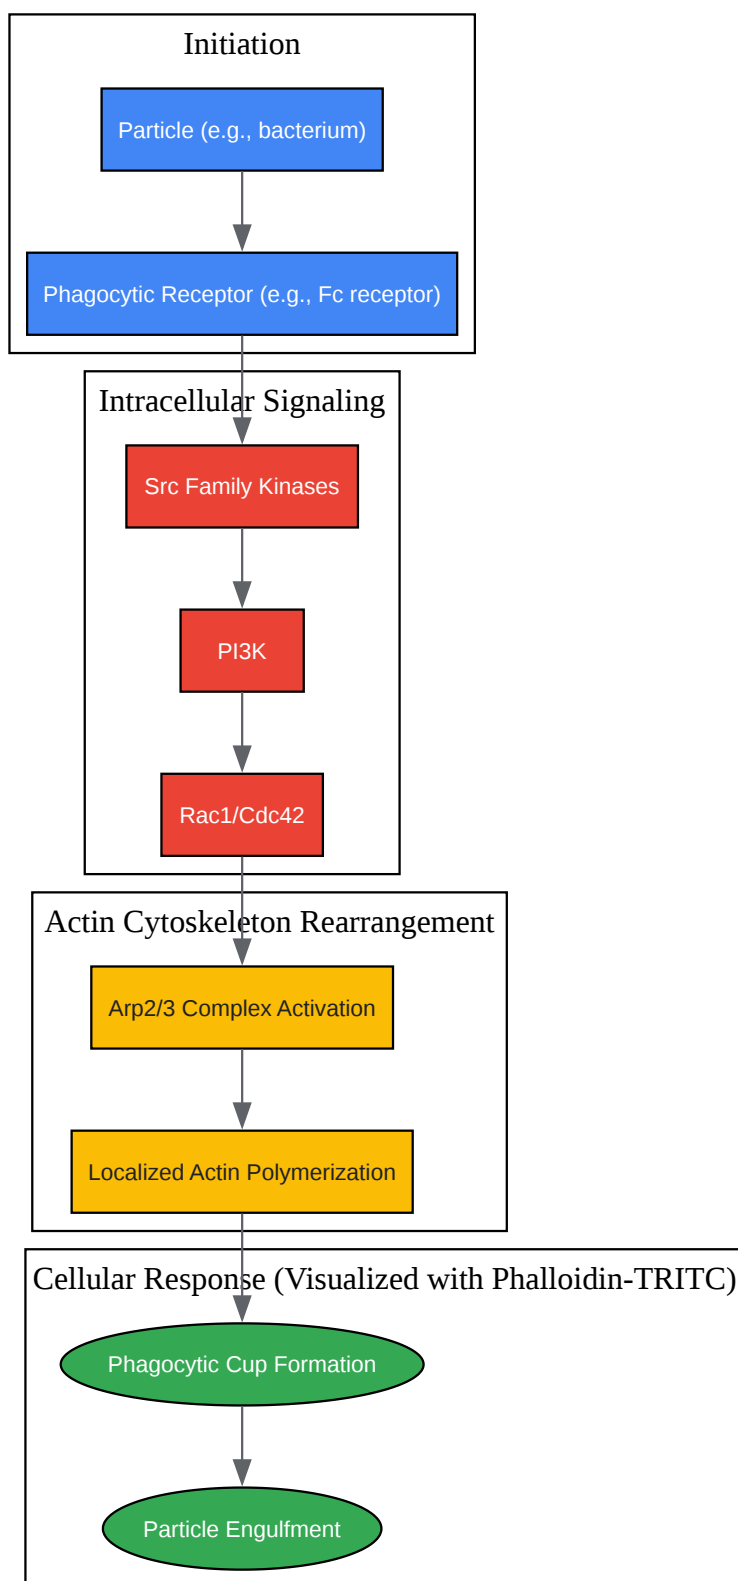 Initiation
Particle (e.g., bacterium)
Phagocytic Receptor (e.g., Fc receptor)
Intracellular Signaling
Src Family Kinases
PI3K
Rac1/Cdc42
Actin Cytoskeleton Rearrangement
Arp2/3 Complex Activation
Localized Actin Polymerization
Cellular Response (Visualized with Phalloidin-TRITC)
Phagocytic Cup Formation
Particle Engulfment